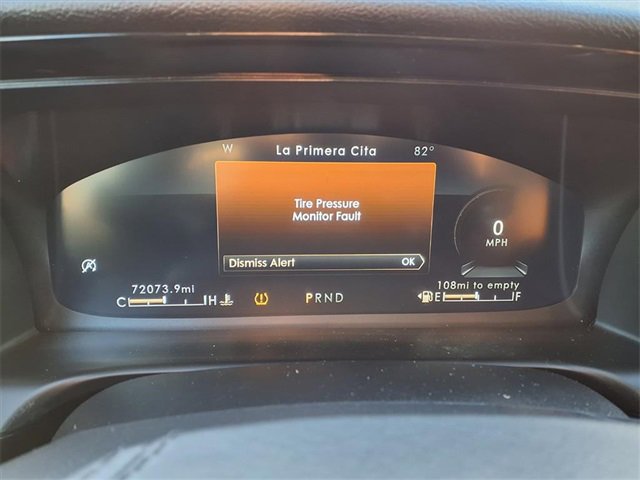 W La Primera Cita 82°
Tire Pressure
Monitor Fault
0
MPH
Dismiss Alert OK
72073.9mi
108mi to empty
C H PRND E F